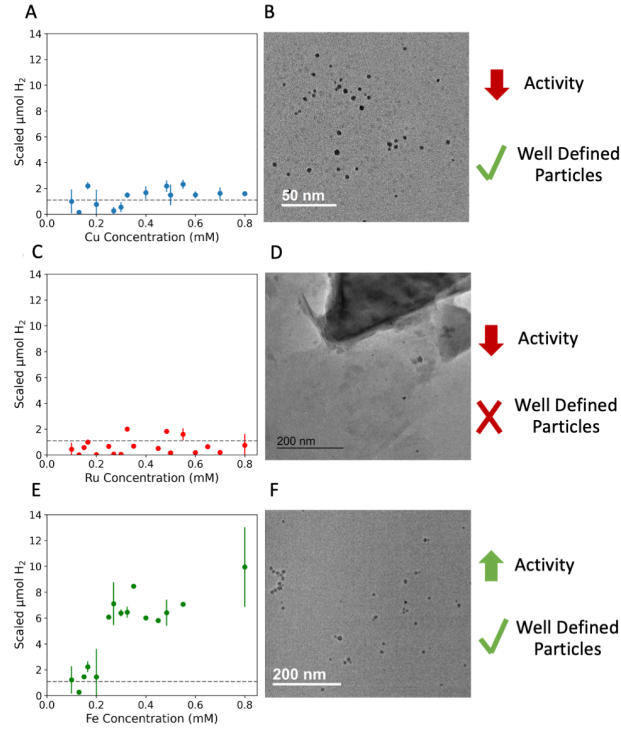 A
B
Scaled μmol H2
14
12
10
8
6
4
2
0
0.0
0.2
0.4
0.6
0.8
Cu Concentration (mM)
50 nm
Activity
Well Defined
Particles
C
D
Scaled μmol H2
14
12
10
8
6
4
2
0
0.0
0.2
0.4
0.6
0.8
Ru Concentration (mM)
200 nm
Activity
Well Defined
Particles
E
F
Scaled μmol H2
14
12
10
8
6
4
2
0
0.0
0.2
0.4
0.6
0.8
Fe Concentration (mM)
200 nm
Activity
Well Defined
Particles